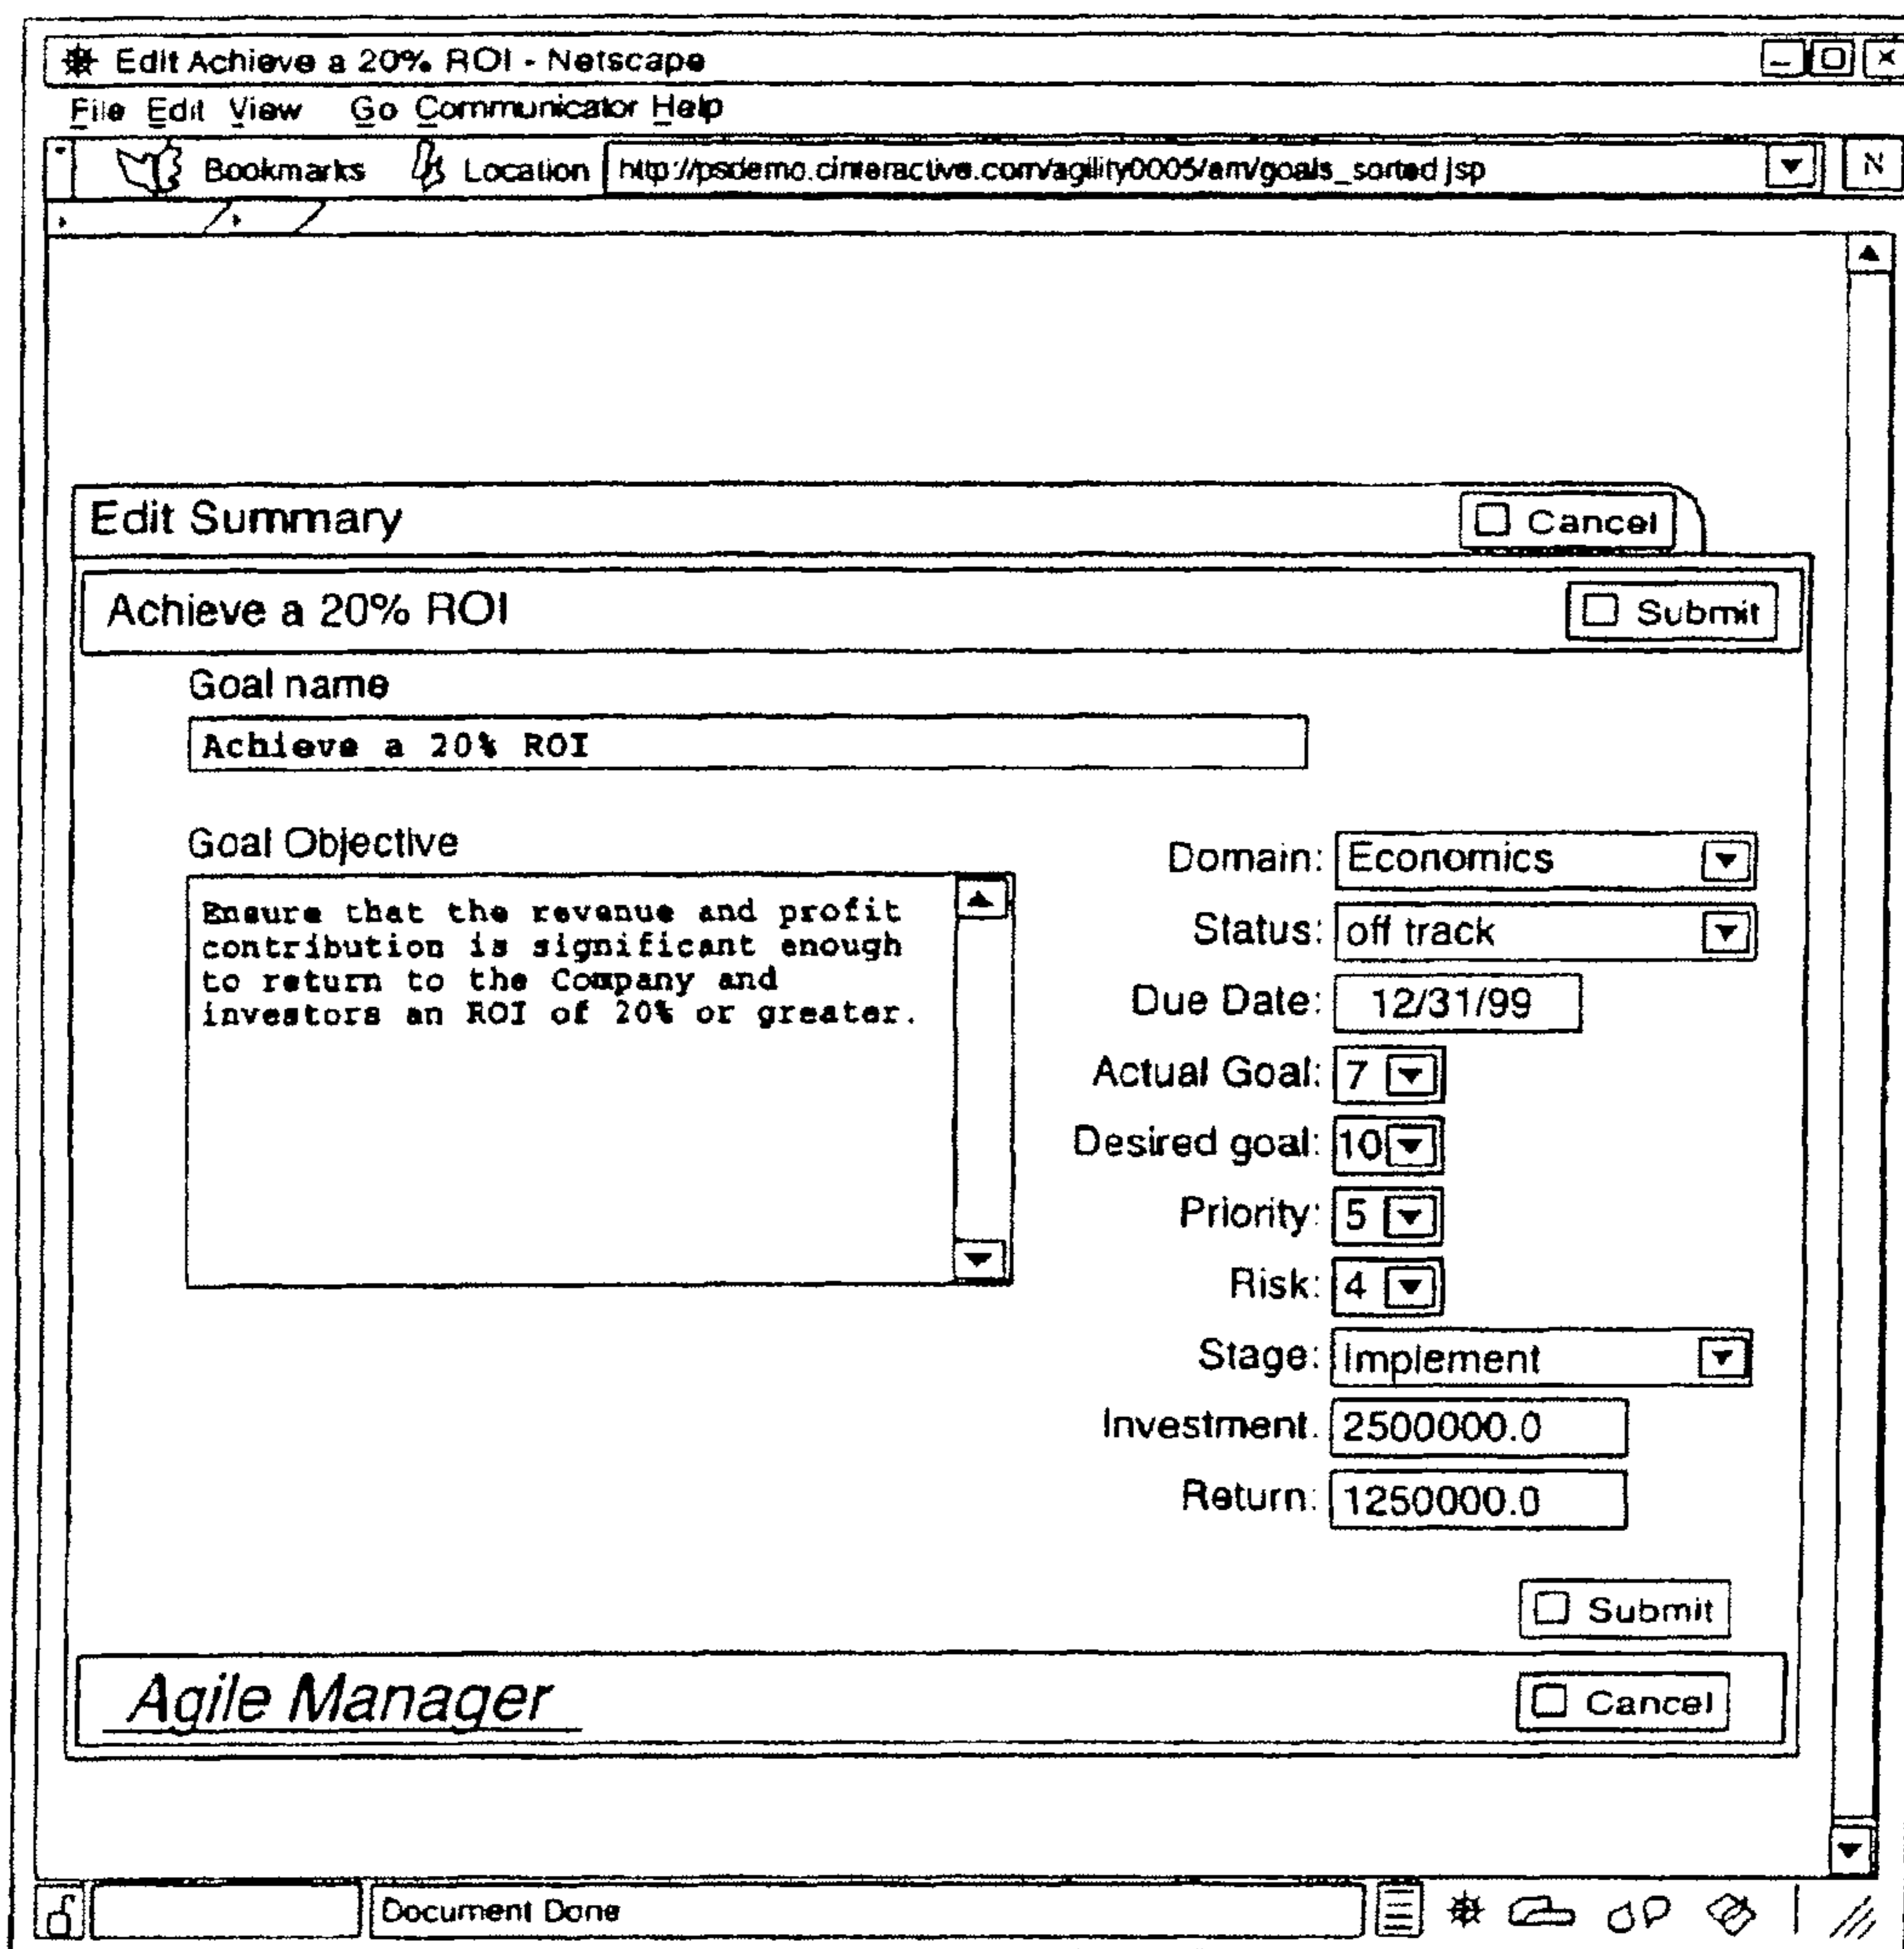 Edit Achieve a 20% ROI - Netscape
File Edit View Go Communicator Help
Bookmarks Location http://psdemo.cinteractive.com/agility0005/am/goals_sorted jsp N
Edit Summary Cancel
Achieve a 20% ROI Submit
Goal name
Achieve a 20% ROI
Goal Objective
Ensure that the revenue and profit
contribution is significant enough
to return to the Company and
investors an ROI of 20% or greater.
Domain: Economics
Status: off track
Due Date: 12/31/99
Actual Goal: 7
Desired goal: 10
Priority: 5
Risk: 4
Stage: Implement
Investment. 2500000.0
Return: 1250000.0
Submit
Agile Manager Cancel
Document Done